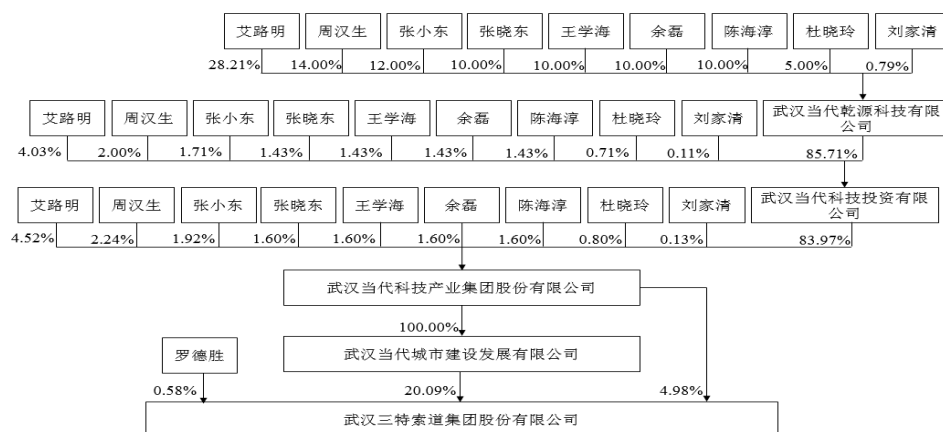 艾路明 周汉生 张小东 张晓东 王学海 余磊 陈海淳 杜晓玲 刘家清
28.21% 14.00% 12.00% 10.00% 10.00% 10.00% 10.00% 5.00% 0.79%
艾路明 周汉生 张小东 张晓东 王学海 余磊 陈海淳 杜晓玲 刘家清 武汉当代乾源科技有限
公司
4.03% 2.00% 1.71% 1.43% 1.43% 1.43% 1.43% 0.71% 0.11% 85.71%
艾路明 周汉生 张小东 张晓东 王学海 余磊 陈海淳 杜晓玲 刘家清 武汉当代科技投资有限
公司
4.52% 2.24% 1.92% 1.60% 1.60% 1.60% 1.60% 0.80% 0.13% 83.97%
武汉当代科技产业集团股份有限公司
100.00%
武汉当代城市建设发展有限公司
罗德胜
0.58% 20.09% 4.98%
武汉三特索道集团股份有限公司